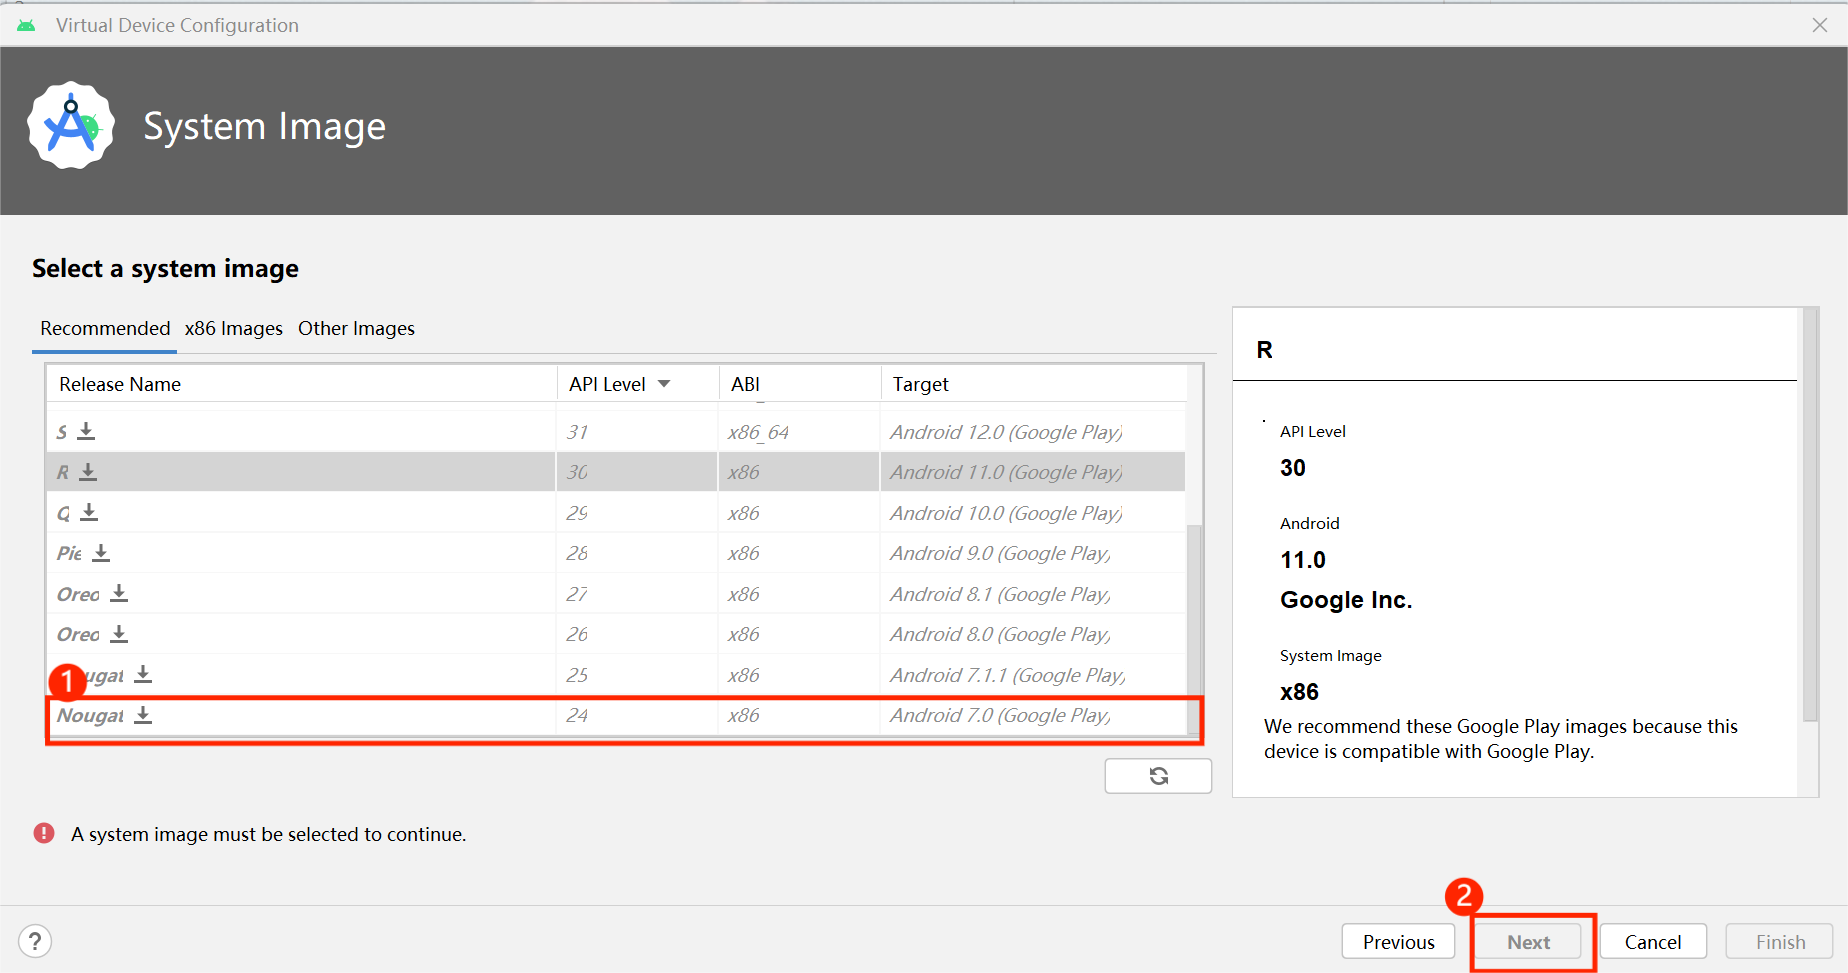 Virtual Device Configuration
System Image
Select a system image
Recommended x86 Images Other Images
Release Name API Level ABI Target
S 31 x86_64 Android 12.0 (Google Play)
R 30 x86 Android 11.0 (Google Play)
Q 29 x86 Android 10.0 (Google Play)
Pie 28 x86 Android 9.0 (Google Play)
Oreo 27 x86 Android 8.1 (Google Play)
Oreo 26 x86 Android 8.0 (Google Play)
1 ugat 25 x86 Android 7.1.1 (Google Play)
Nougat 24 x86 Android 7.0 (Google Play)
A system image must be selected to continue.
R
API Level
30
Android
11.0
Google Inc.
System Image
x86
We recommend these Google Play images because this
device is compatible with Google Play.
2
? Previous Next Cancel Finish